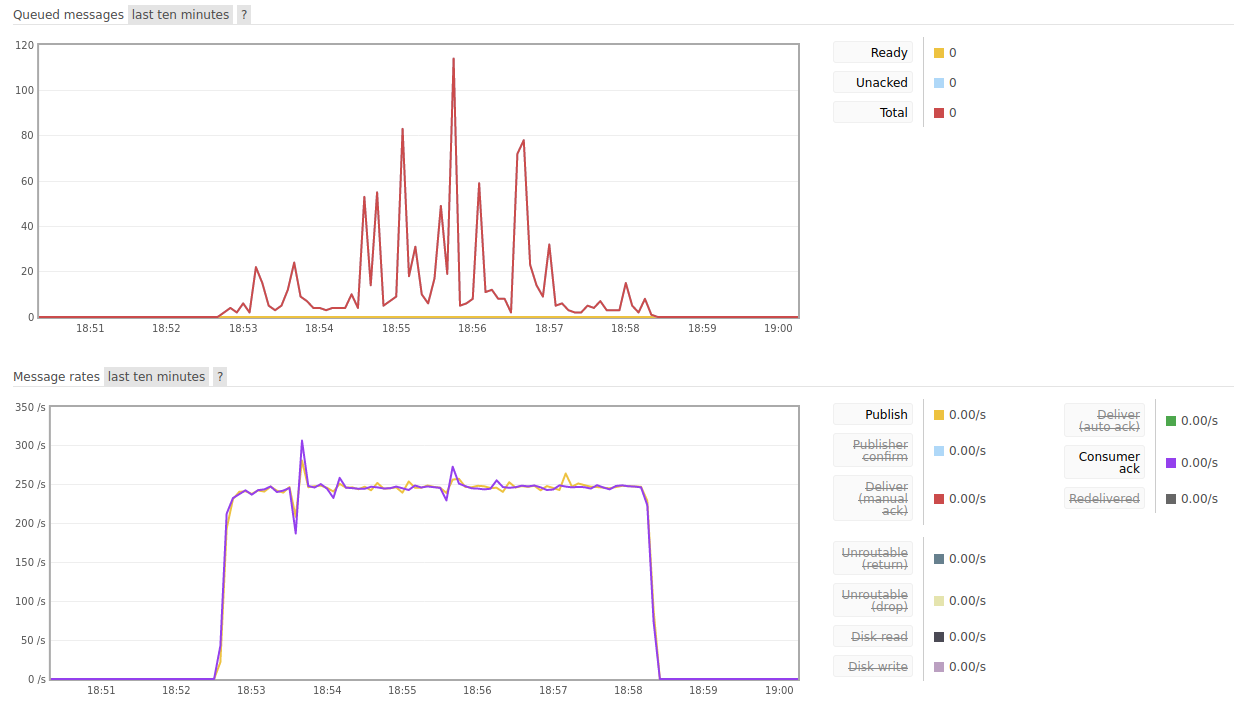 Queued messages last ten minutes ?
120
100
80
60
40
20
0
18:51 18:52 18:53 18:54 18:55 18:56 18:57 18:58 18:59 19:00
Ready 0
Unacked 0
Total 0
Message rates last ten minutes ?
350 /s
300 /s
250 /s
200 /s
150 /s
100 /s
50 /s
0 /s
18:51 18:52 18:53 18:54 18:55 18:56 18:57 18:58 18:59 19:00
Publish 0.00/s
Publisher
confirm 0.00/s
Deliver
(manual
ack) 0.00/s
Unroutable
(return) 0.00/s
Unroutable
(drop) 0.00/s
Disk read 0.00/s
Disk write 0.00/s
Deliver
(auto ack) 0.00/s
Consumer
ack 0.00/s
Redelivered 0.00/s